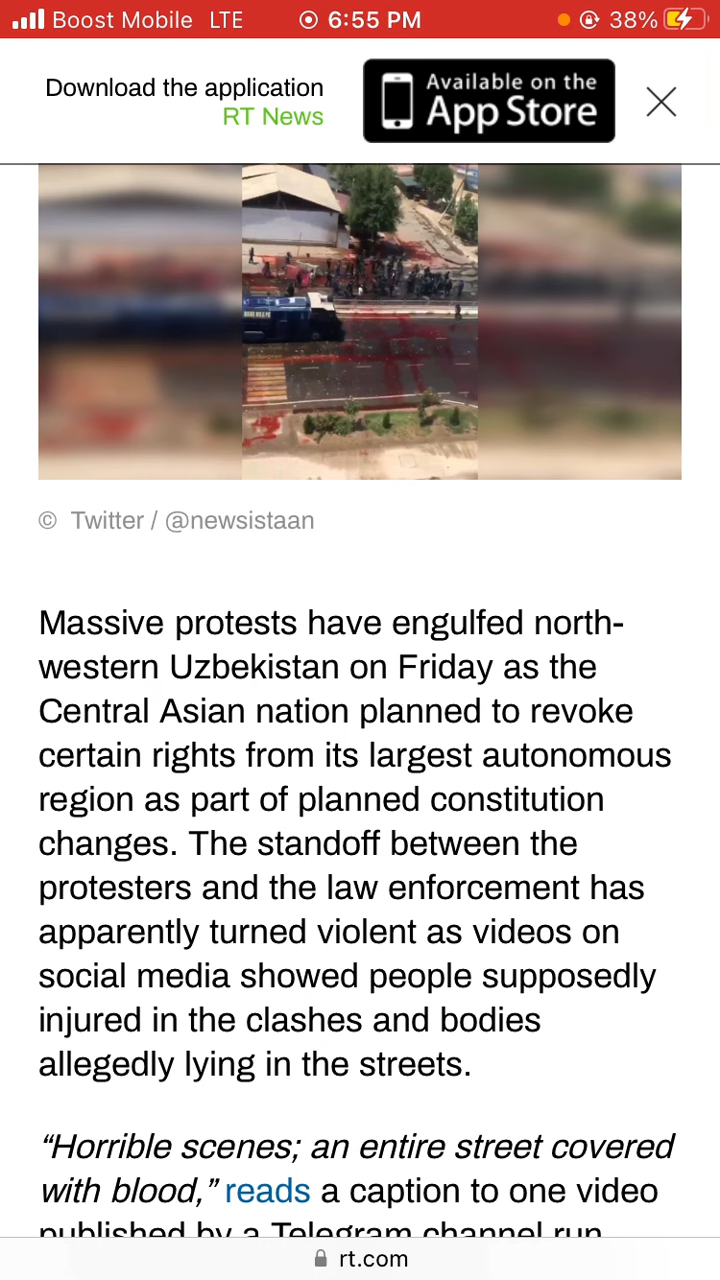 Boost Mobile LTE 6:55 PM 38%
Download the application
RT News
Available on the
App Store
© Twitter / @newsistaan
Massive protests have engulfed north-
western Uzbekistan on Friday as the
Central Asian nation planned to revoke
certain rights from its largest autonomous
region as part of planned constitution
changes. The standoff between the
protesters and the law enforcement has
apparently turned violent as videos on
social media showed people supposedly
injured in the clashes and bodies
allegedly lying in the streets.
“Horrible scenes; an entire street covered
with blood,” reads a caption to one video
published by a Telegram channel run
rt.com